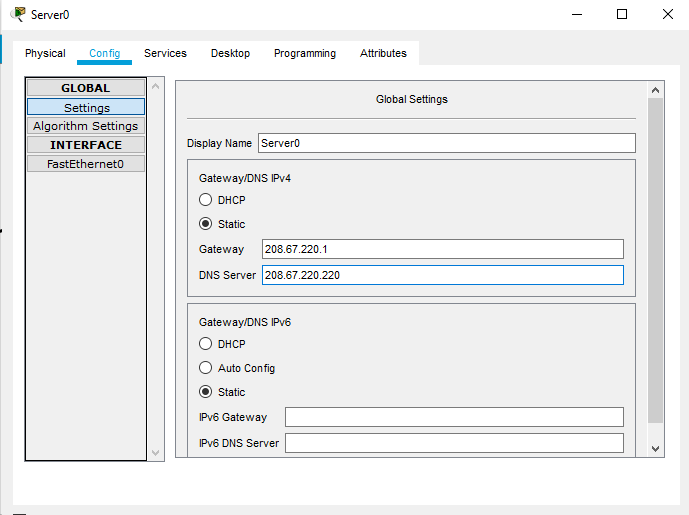 Server0
Physical Config Services Desktop Programming Attributes
GLOBAL
Settings
Algorithm Settings
INTERFACE
FastEthernet0
Global Settings
Display Name Server0
Gateway/DNS IPv4
DHCP
Static
Gateway 208.67.220.1
DNS Server 208.67.220.220
Gateway/DNS IPv6
DHCP
Auto Config
Static
IPv6 Gateway
IPv6 DNS Server